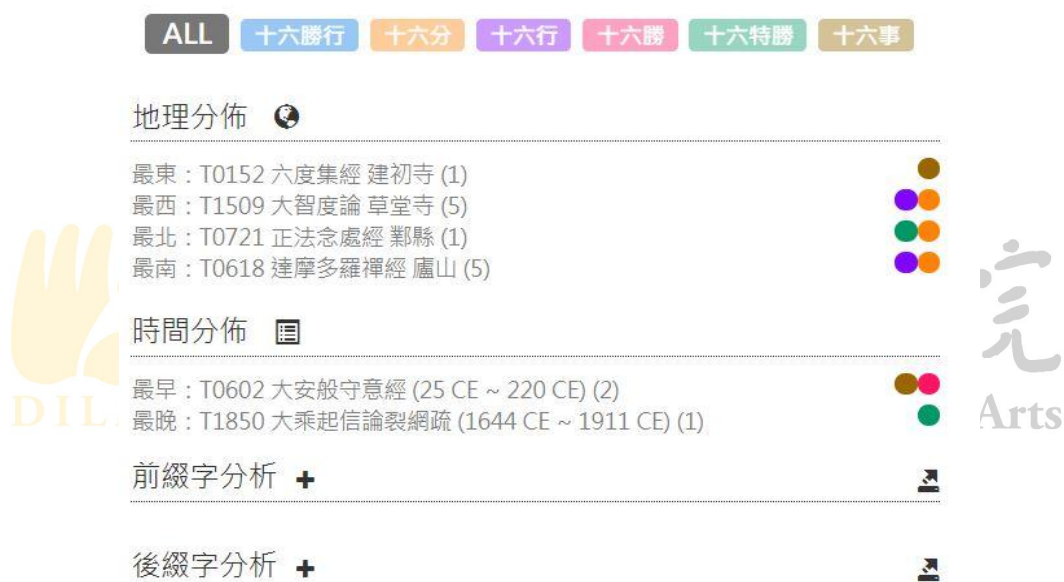 ALL 十六勝行 十六分 十六行 十六勝 十六特勝 十六事
地理分佈
最東：T0152 六度集經 建初寺 (1)
最西：T1509 大智度論 草堂寺 (5)
最北：T0721 正法念處經 鄴縣 (1)
最南：T0618 達摩多羅禪經 廬山 (5)
時間分佈
最早：T0602 大安般守意經 (25 CE ~ 220 CE) (2)
最晚：T1850 大乘起信論裂網疏 (1644 CE ~ 1911 CE) (1)
前綴字分析
後綴字分析
DIL
院
Arts